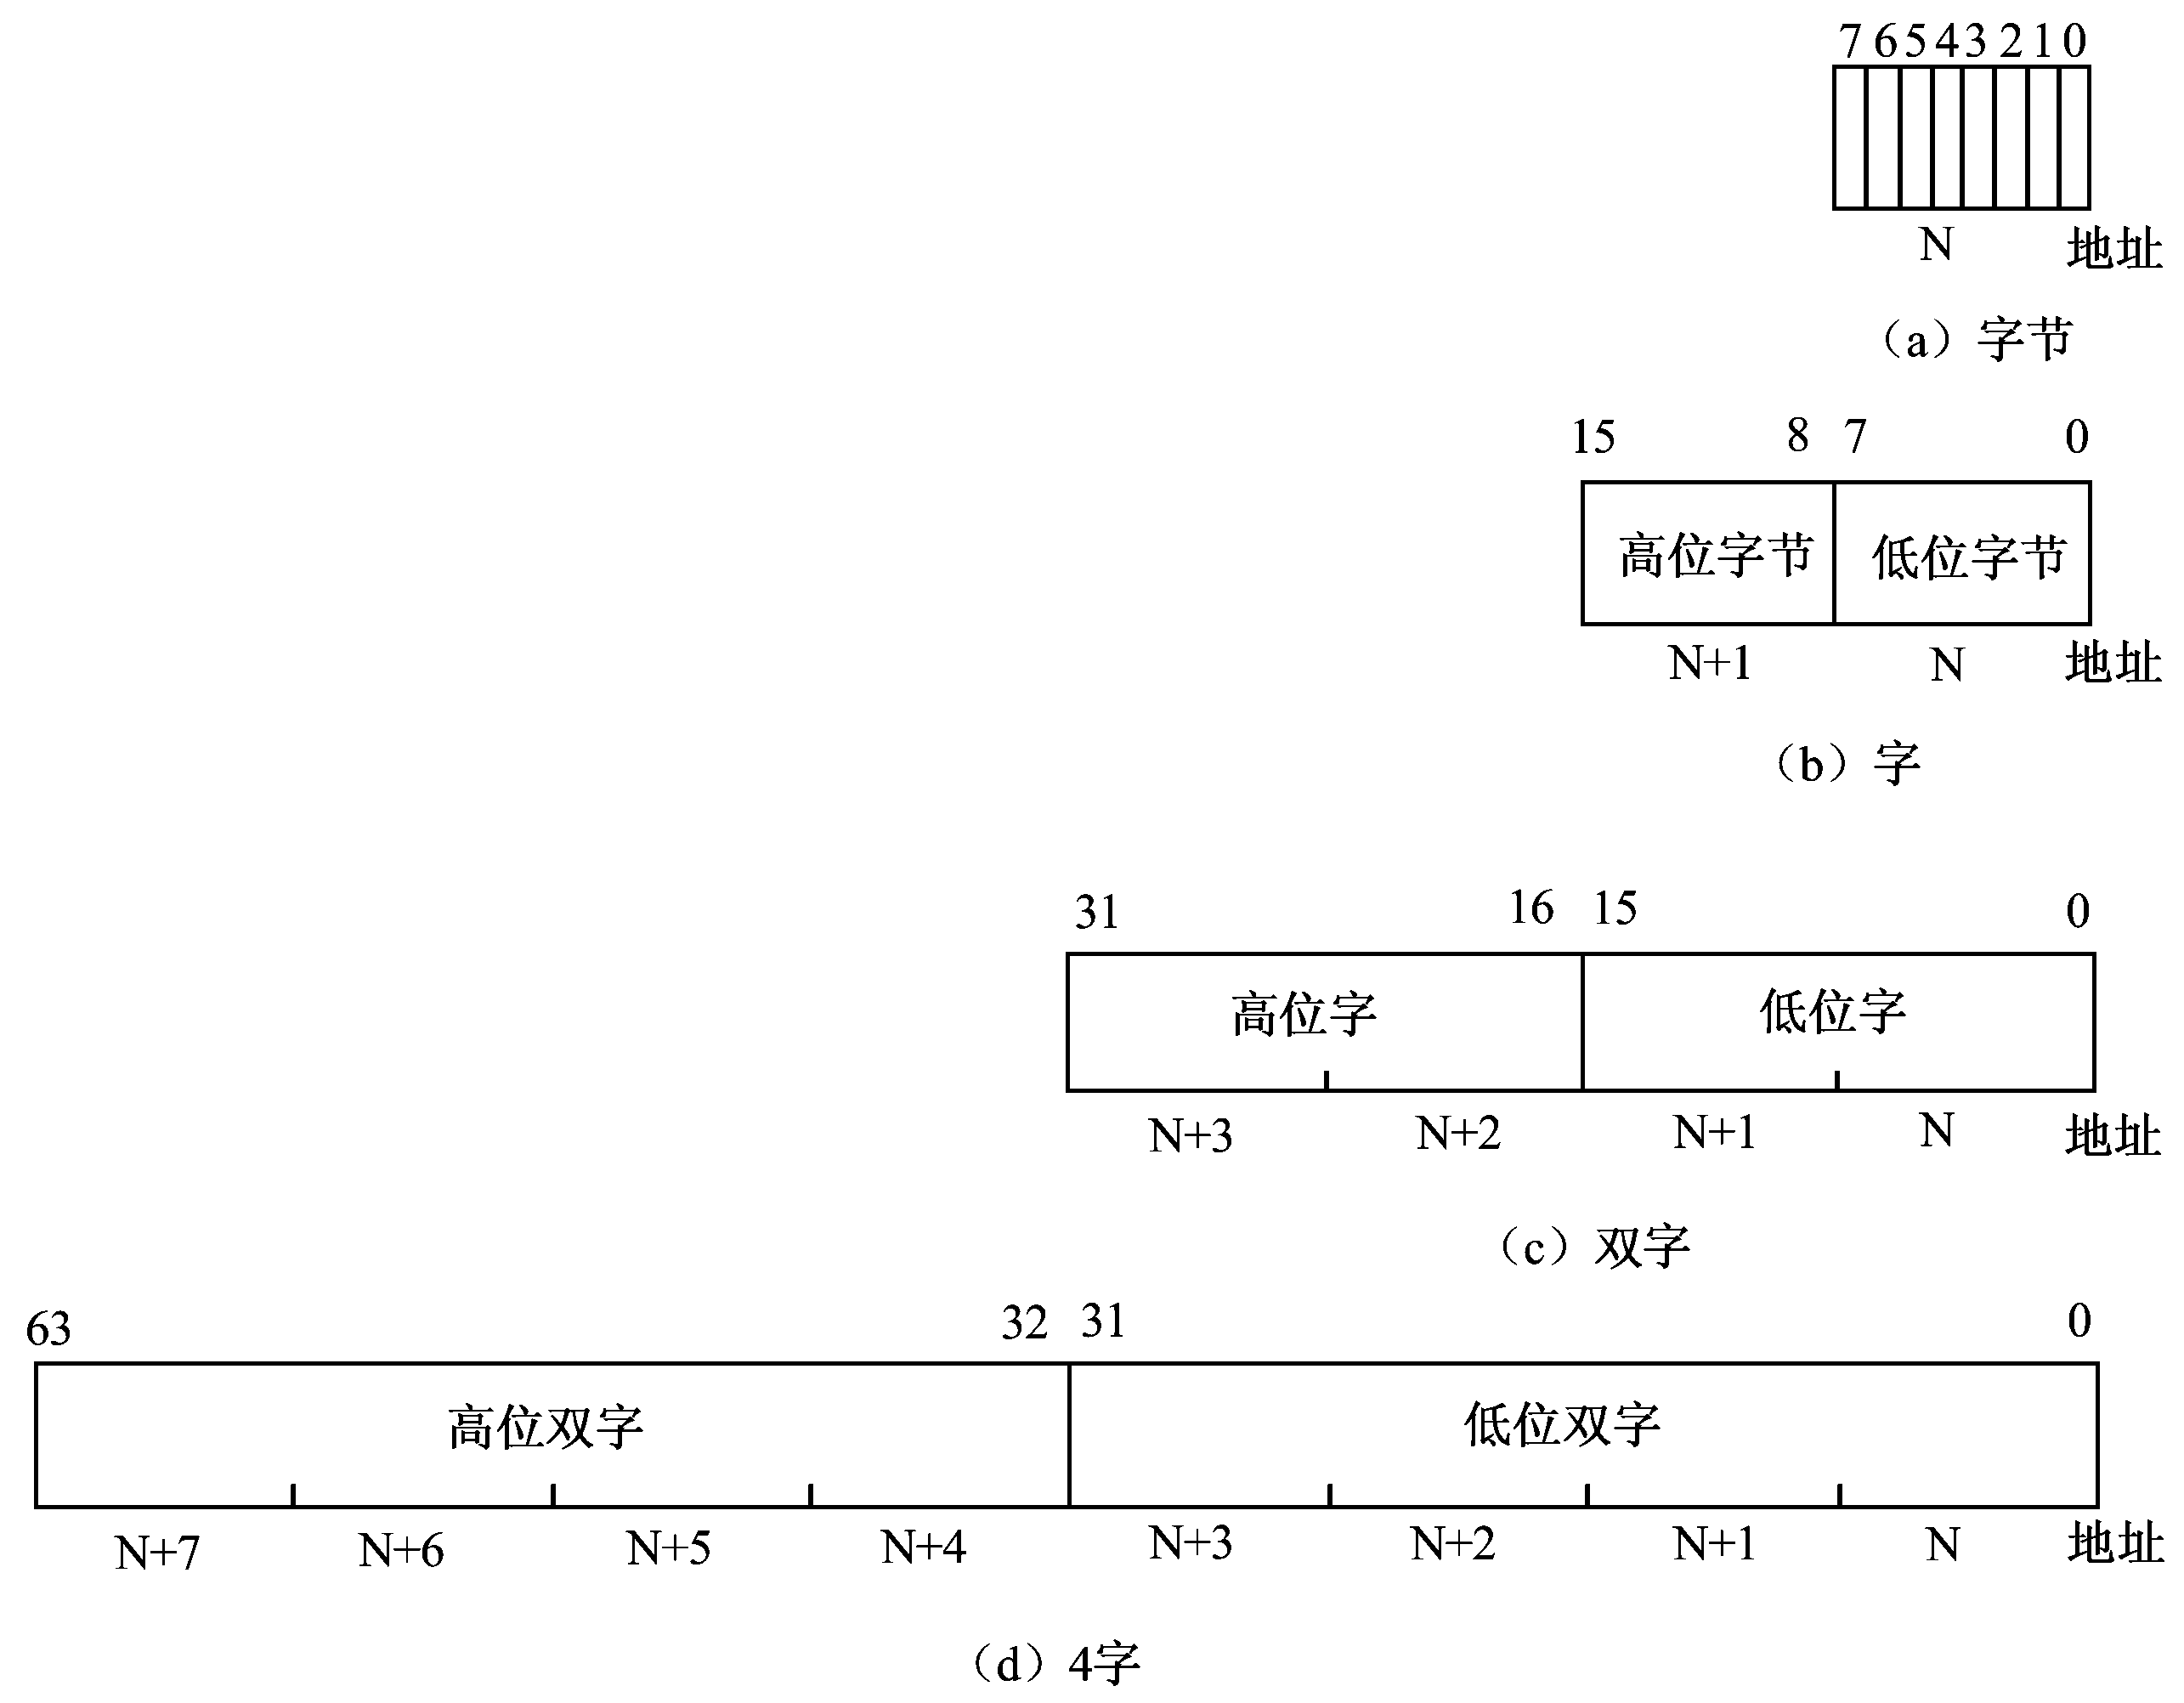 7 6 5 4 3 2 1 0
N 地址
（a）字节
15 8 7 0
高位字节 低位字节
N+1 N 地址
（b）字
31 16 15 0
高位字 低位字
N+3 N+2 N+1 N 地址
（c）双字
63 32 31 0
高位双字 低位双字
N+7 N+6 N+5 N+4 N+3 N+2 N+1 N 地址
（d）4字